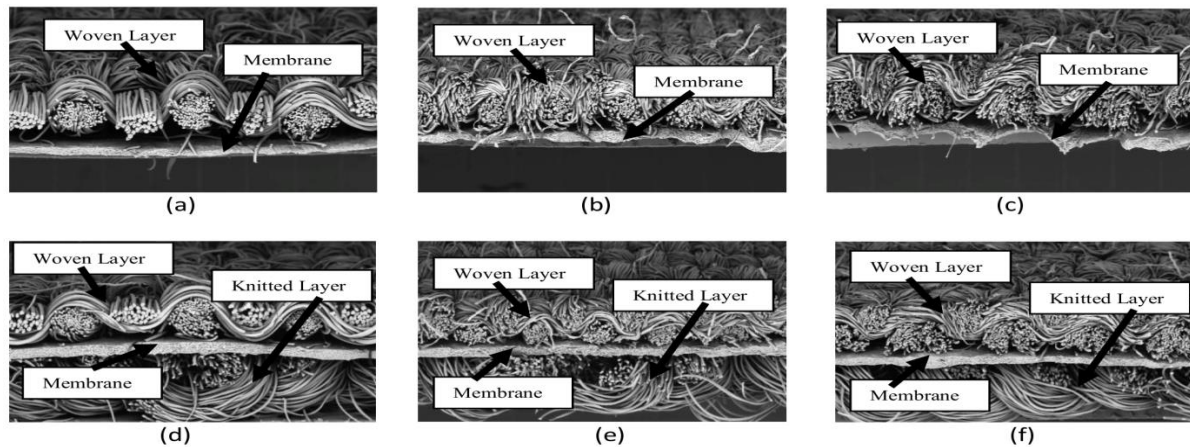 Woven Layer
Membrane
(a)
Woven Layer
Membrane
(b)
Woven Layer
Membrane
(c)
Woven Layer
Knitted Layer
Membrane
(d)
Woven Layer
Knitted Layer
Membrane
(e)
Woven Layer
Knitted Layer
Membrane
(f)